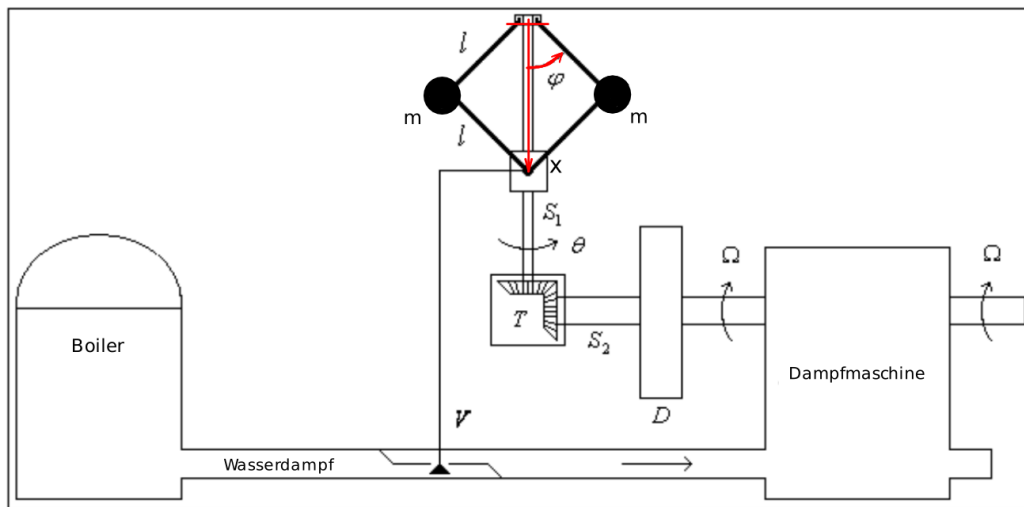 l
φ
m
m
l
x
S₁
θ
Ω
Ω
T
S₂
Boiler
Dampfmaschine
D
V
Wasserdampf